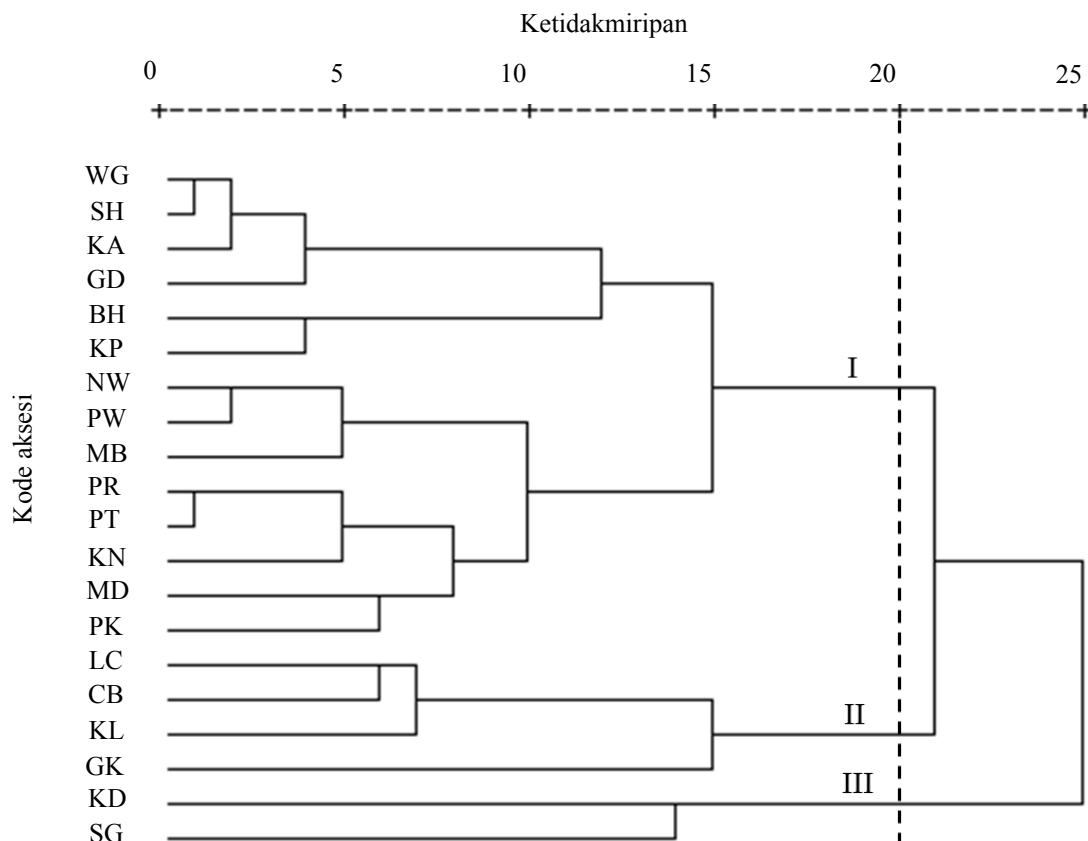 Ketidakmiripan
0 5 10 15 20 25
WG
SH
KA
GD
BH
KP
NW
I
PW
MB
Kode aksesi
PR
PT
KN
MD
PK
LC
CB
KL
II
GK
KD
III
SG